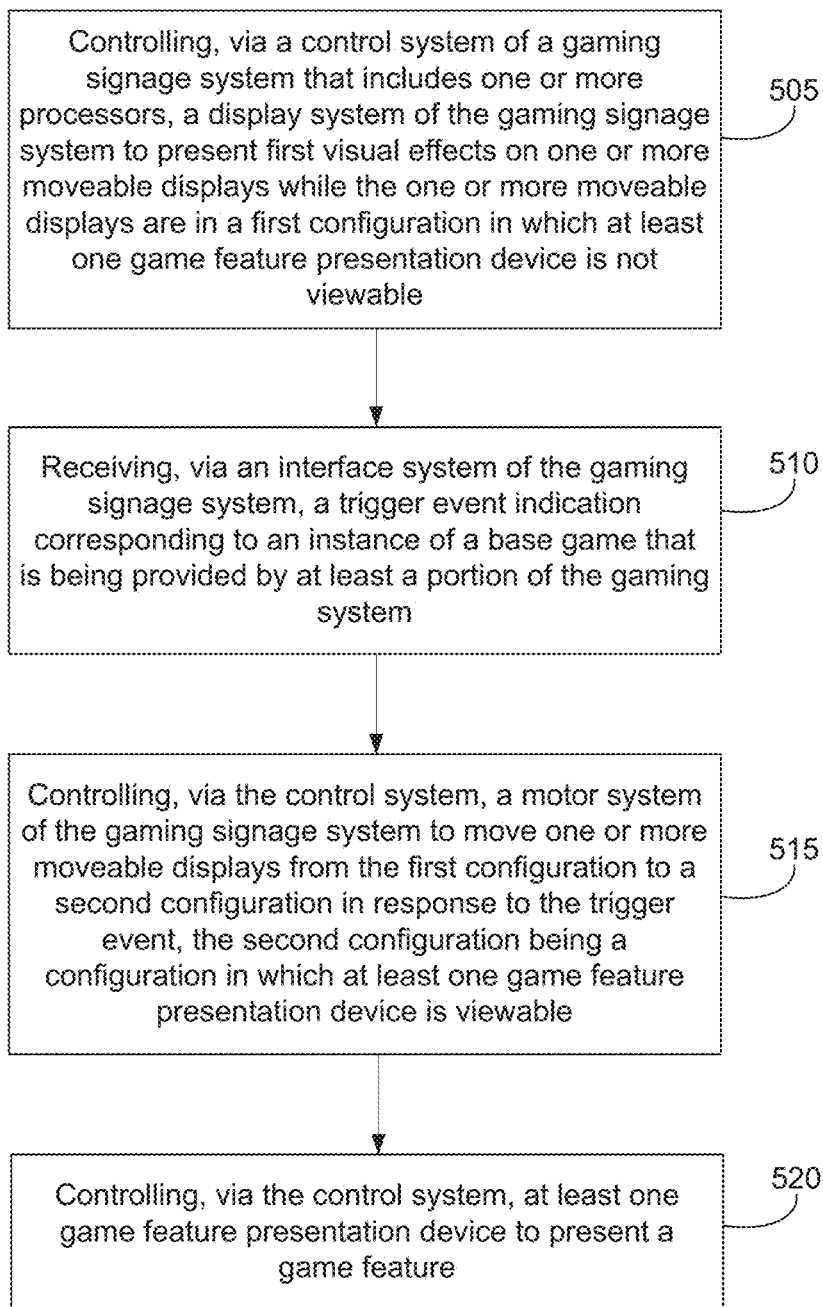 Controlling, via a control system of a gaming
signage system that includes one or more
processors, a display system of the gaming signage
system to present first visual effects on one or more
moveable displays while the one or more moveable
displays are in a first configuration in which at least
one game feature presentation device is not
viewable
505
Receiving, via an interface system of the gaming
signage system, a trigger event indication
corresponding to an instance of a base game that
is being provided by at least a portion of the gaming
system
510
Controlling, via the control system, a motor system
of the gaming signage system to move one or more
moveable displays from the first configuration to a
second configuration in response to the trigger
event, the second configuration being a
configuration in which at least one game feature
presentation device is viewable
515
Controlling, via the control system, at least one
game feature presentation device to present a
game feature
520